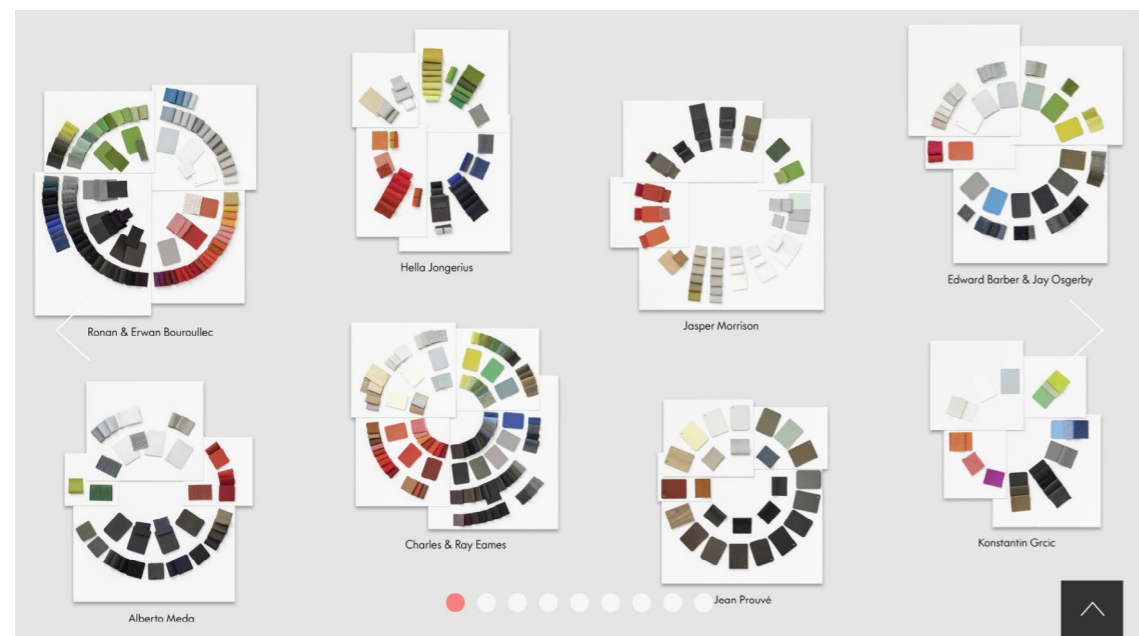 Hella Jongerius
Edward Barber & Jay Osgerby
Ronan & Erwan Bouroullec
Jasper Morrison
Charles & Ray Eames
Konstantin Grcic
Jean Prouvé
Alberto Meda